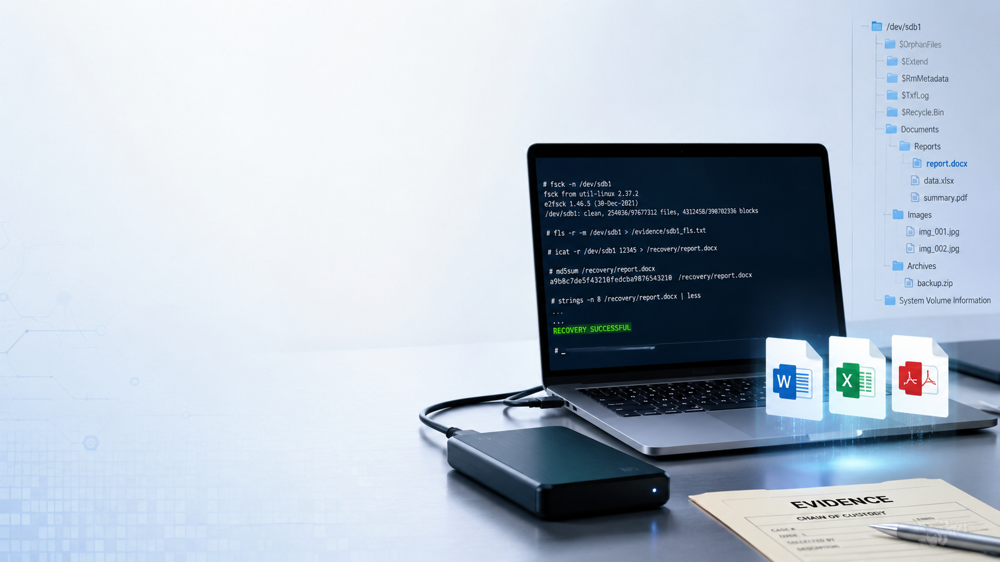 # fsck -n /dev/sdb1
fsck from util-linux 2.37.2
e2fsck 1.46.5 (30-Dec-2021)
/dev/sdb1: clean, 254036/97677312 files, 4312458/390702336 blocks
# fls -r -m /dev/sdb1 > /evidence/sdb1_fls.txt
# icat -r /dev/sdb1 12345 > /recovery/report.docx
# md5sum /recovery/report.docx
a9b8c7de5f43210fedcba9876543210 /recovery/report.docx
# strings -n 8 /recovery/report.docx | less
...
...
RECOVERY SUCCESSFUL
# _
/dev/sdb1
$OrphanFiles
$Extend
$RmMetadata
$TxfLog
$Recycle.Bin
Documents
Reports
report.docx
data.xlsx
summary.pdf
Images
img_001.jpg
img_002.jpg
Archives
backup.zip
System Volume Information
W
X
EVIDENCE
CHAIN OF CUSTODY
CASE #
COLLECTED BY
DESCRIPTION